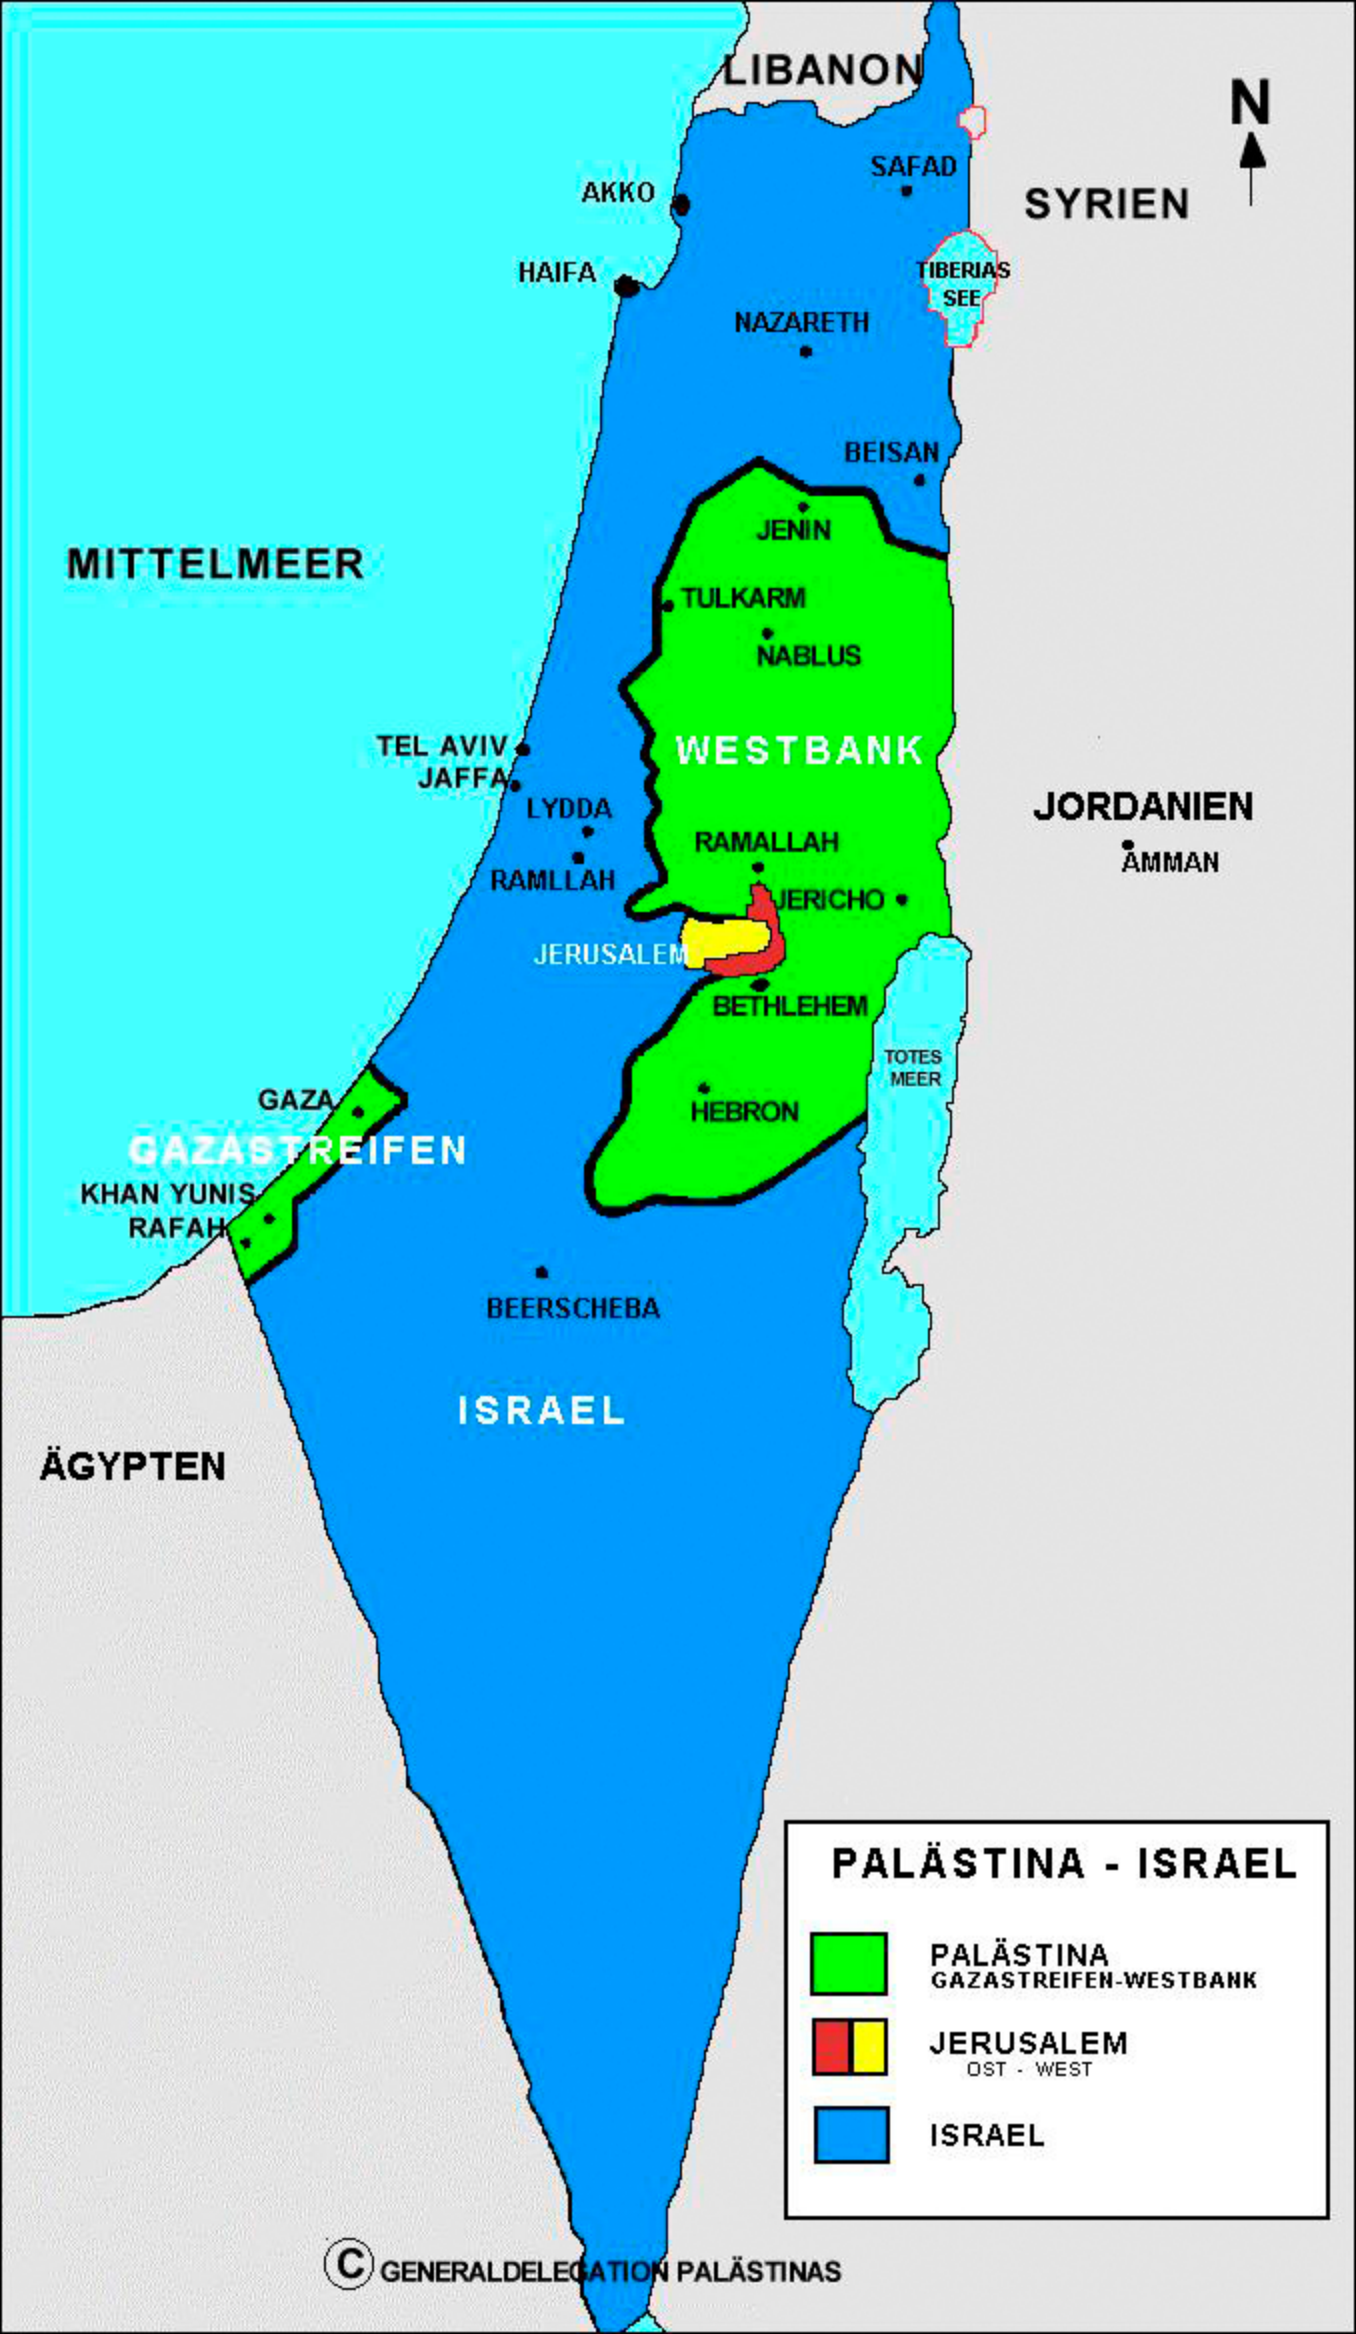 LIBANON
N
SAFAD
AKKO
SYRIEN
HAIFA
TIBERIAS
SEE
NAZARETH
BEISAN
JENIN
MITTELMEER
TULKARM
NABLUS
TEL AVIV
WESTBANK
JAFFA
LYDDA
JORDANIEN
RAMALLAH
AMMAN
RAMLLAH
JERICHO
JERUSALEM
BETHLEHEM
TOTES
MEER
GAZA
HEBRON
GAZASTREIFEN
KHAN YUNIS
RAFAH
BEERSCHEBA
ISRAEL
ÄGYPTEN
PALÄSTINA - ISRAEL
PALÄSTINA
GAZASTREIFEN-WESTBANK
JERUSALEM
OST - WEST
ISRAEL
© GENERALDELEGATION PALÄSTINAS